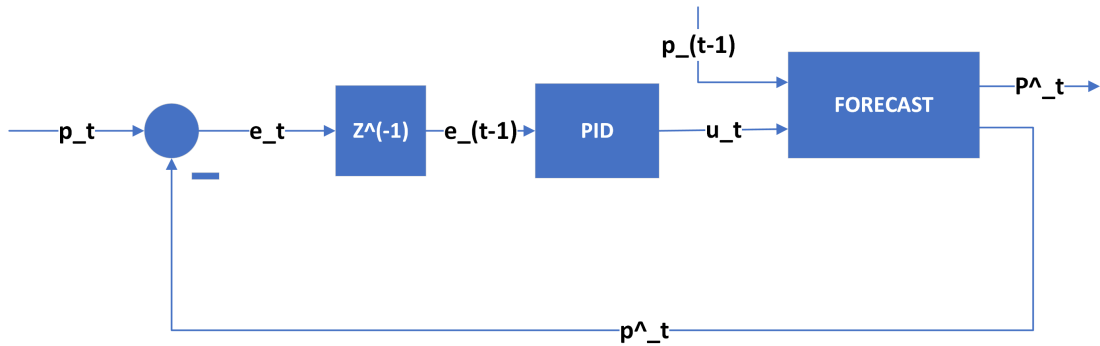 p_(t-1)
p_t
e_t
Z^(-1)
e_(t-1)
PID
u_t
FORECAST
P^_t
p^_t